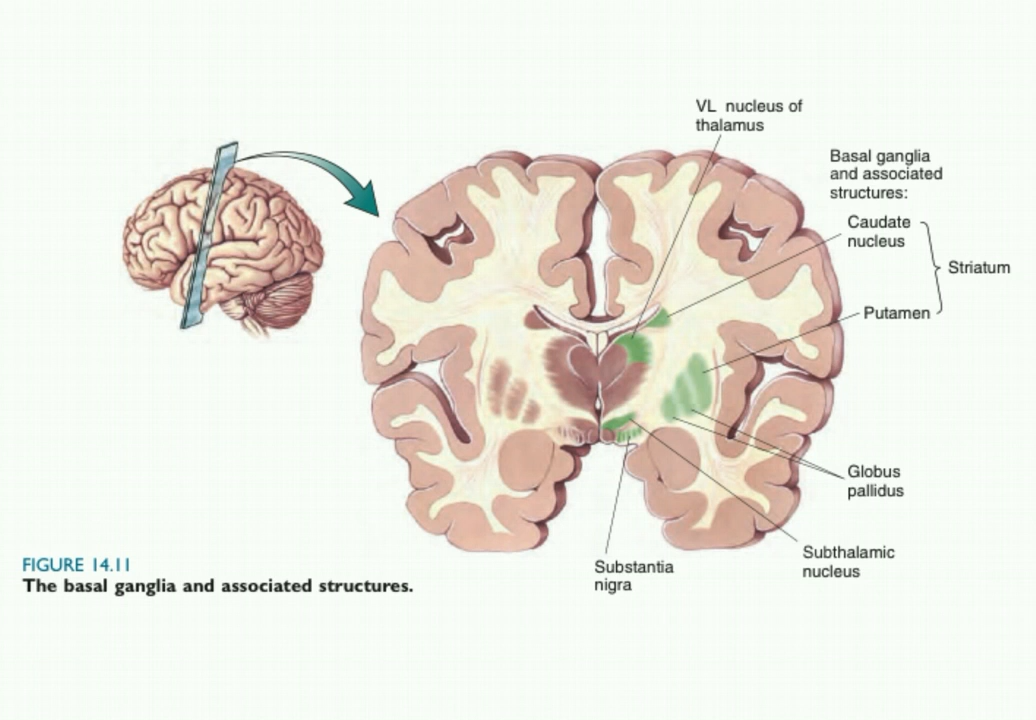 VL nucleus of
thalamus
Basal ganglia
and associated
structures:
Caudate
nucleus
Striatum
Putamen
Globus
pallidus
Subthalamic
nucleus
Substantia
nigra
FIGURE 14.11
The basal ganglia and associated structures.